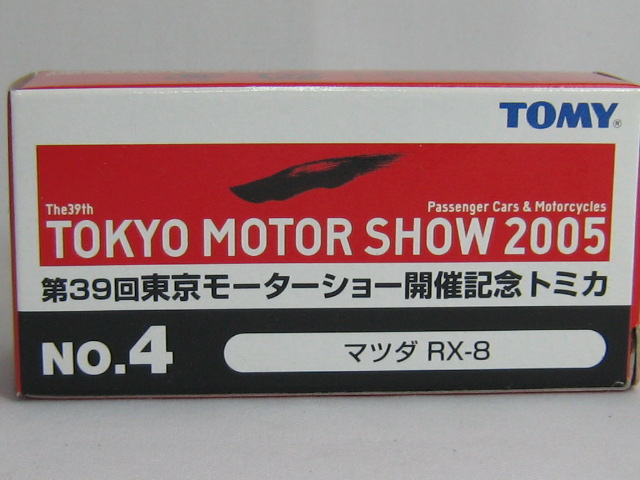 TOMY®
The39th
Passenger Cars & Motorcycles
TOKYO MOTOR SHOW 2005
第39回東京モーターショー開催記念トミカ
NO.4
マツダ RX-8